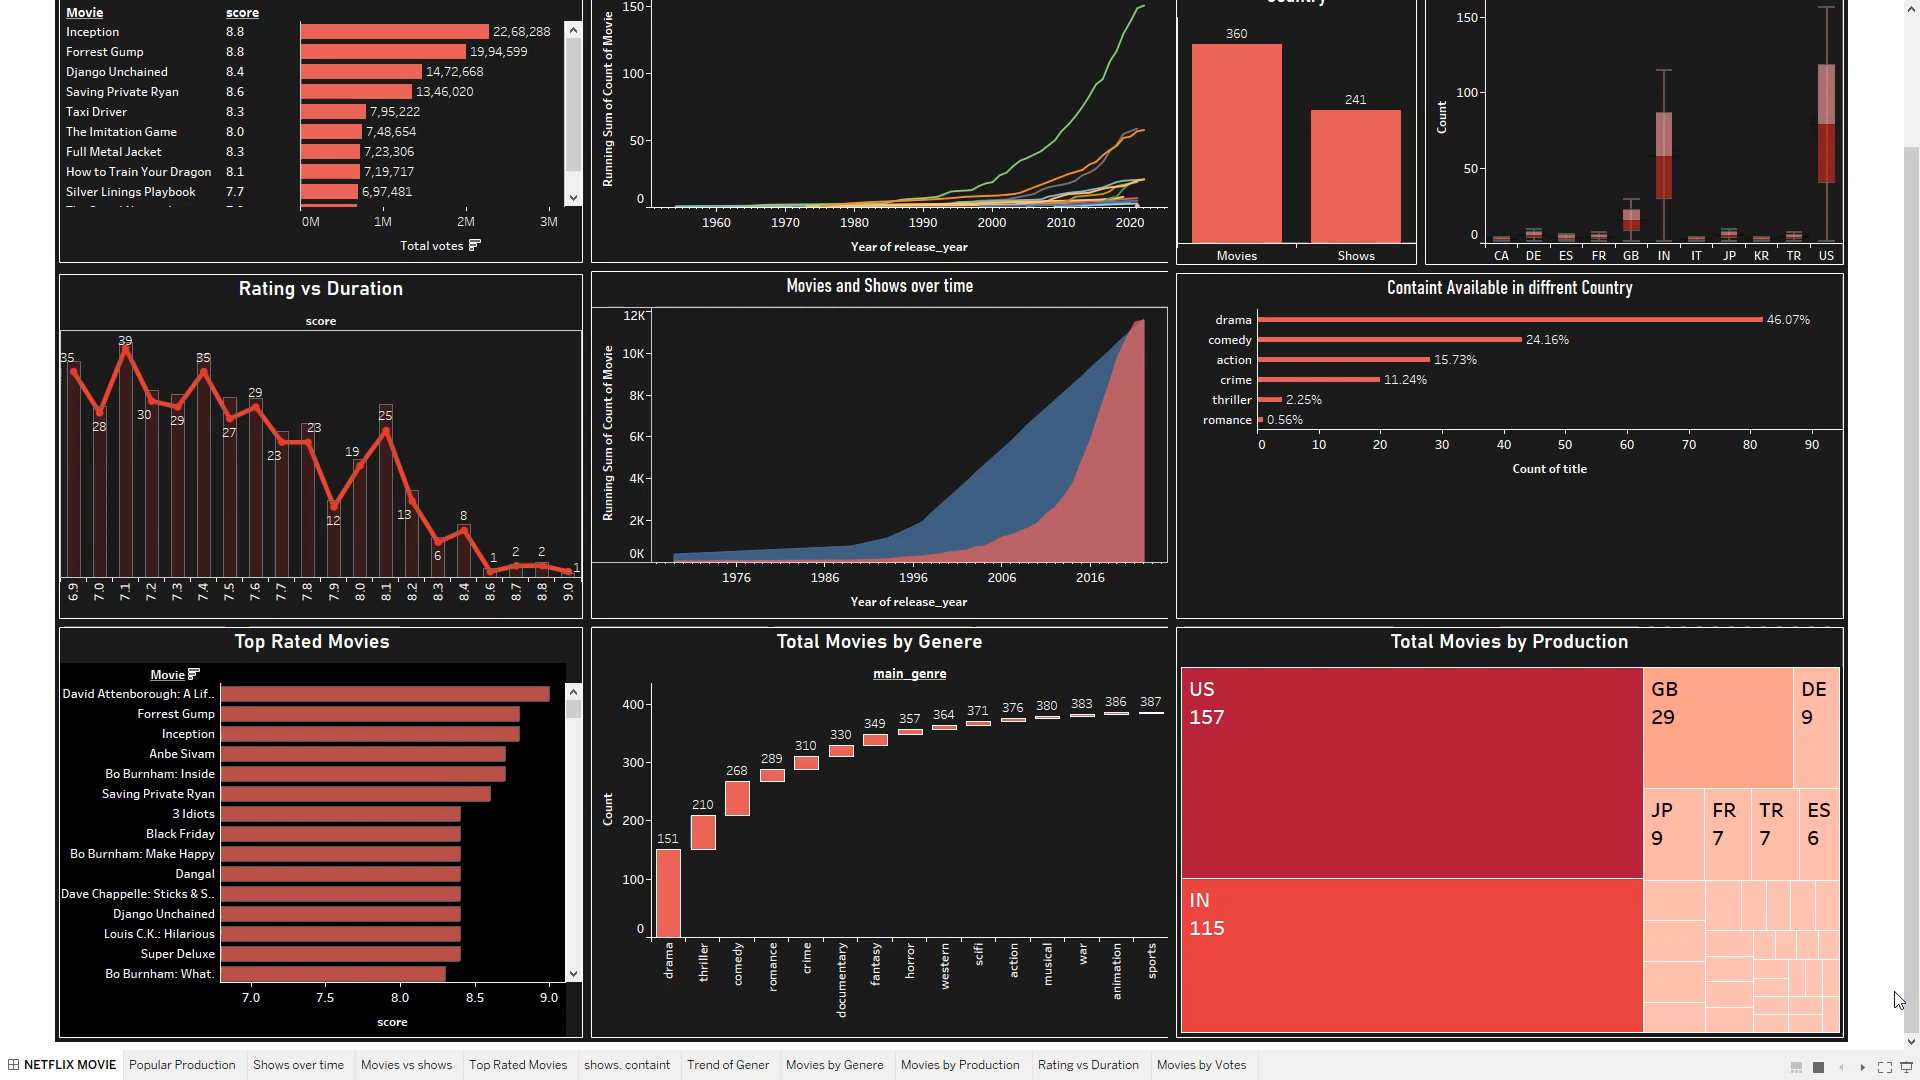 Movie score
Inception 8.8 22,68,288
Forrest Gump 8.8 19,94,599
Django Unchained 8.4 14,72,668
Saving Private Ryan 8.6 13,46,020
Taxi Driver 8.3 7,95,222
The Imitation Game 8.0 7,48,654
Full Metal Jacket 8.3 7,23,306
How to Train Your Dragon 8.1 7,19,717
Silver Linings Playbook 7.7 6,97,481
0M 1M 2M 3M
Total votes
Running Sum of Count of Movie
150
100
50
0
1960 1970 1980 1990 2000 2010 2020
Year of release_year
Country
360
241
Movies Shows
Count
150
100
50
0
CA DE ES FR GB IN IT JP KR TR US
Rating vs Duration
score
35 28 39 30 29 35 27 29 23 23 12 19 25 13 6 8 1 2 2 1
6.9 7.0 7.1 7.2 7.3 7.4 7.5 7.6 7.7 7.8 7.9 8.0 8.1 8.2 8.3 8.4 8.6 8.7 8.8 9.0
Movies and Shows over time
Running Sum of Count of Movie
12K
10K
8K
6K
4K
2K
0K
1976 1986 1996 2006 2016
Year of release_year
Containt Available in diffrent Country
drama 46.07%
comedy 24.16%
action 15.73%
crime 11.24%
thriller 2.25%
romance 0.56%
0 10 20 30 40 50 60 70 80 90
Count of title
Top Rated Movies
Movie
David Attenborough: A Lif..
Forrest Gump
Inception
Anbe Sivam
Bo Burnham: Inside
Saving Private Ryan
3 Idiots
Black Friday
Bo Burnham: Make Happy
Dangal
Dave Chappelle: Sticks & S..
Django Unchained
Louis C.K.: Hilarious
Super Deluxe
Bo Burnham: What.
7.0 7.5 8.0 8.5 9.0
score
Total Movies by Genere
main_genre
Count
400
300
200
100
0
151 210 268 289 310 330 349 357 364 371 376 380 383 386 387
drama thriller comedy romance crime documentary fantasy horror western scifi action musical war animation sports
Total Movies by Production
US
157
IN
115
GB
29
DE
9
JP
9
FR
7
TR
7
ES
6
NETFLIX MOVIE Popular Production Shows over time Movies vs shows Top Rated Movies shows. containt Trend of Gener Movies by Genere Movies by Production Rating vs Duration Movies by Votes